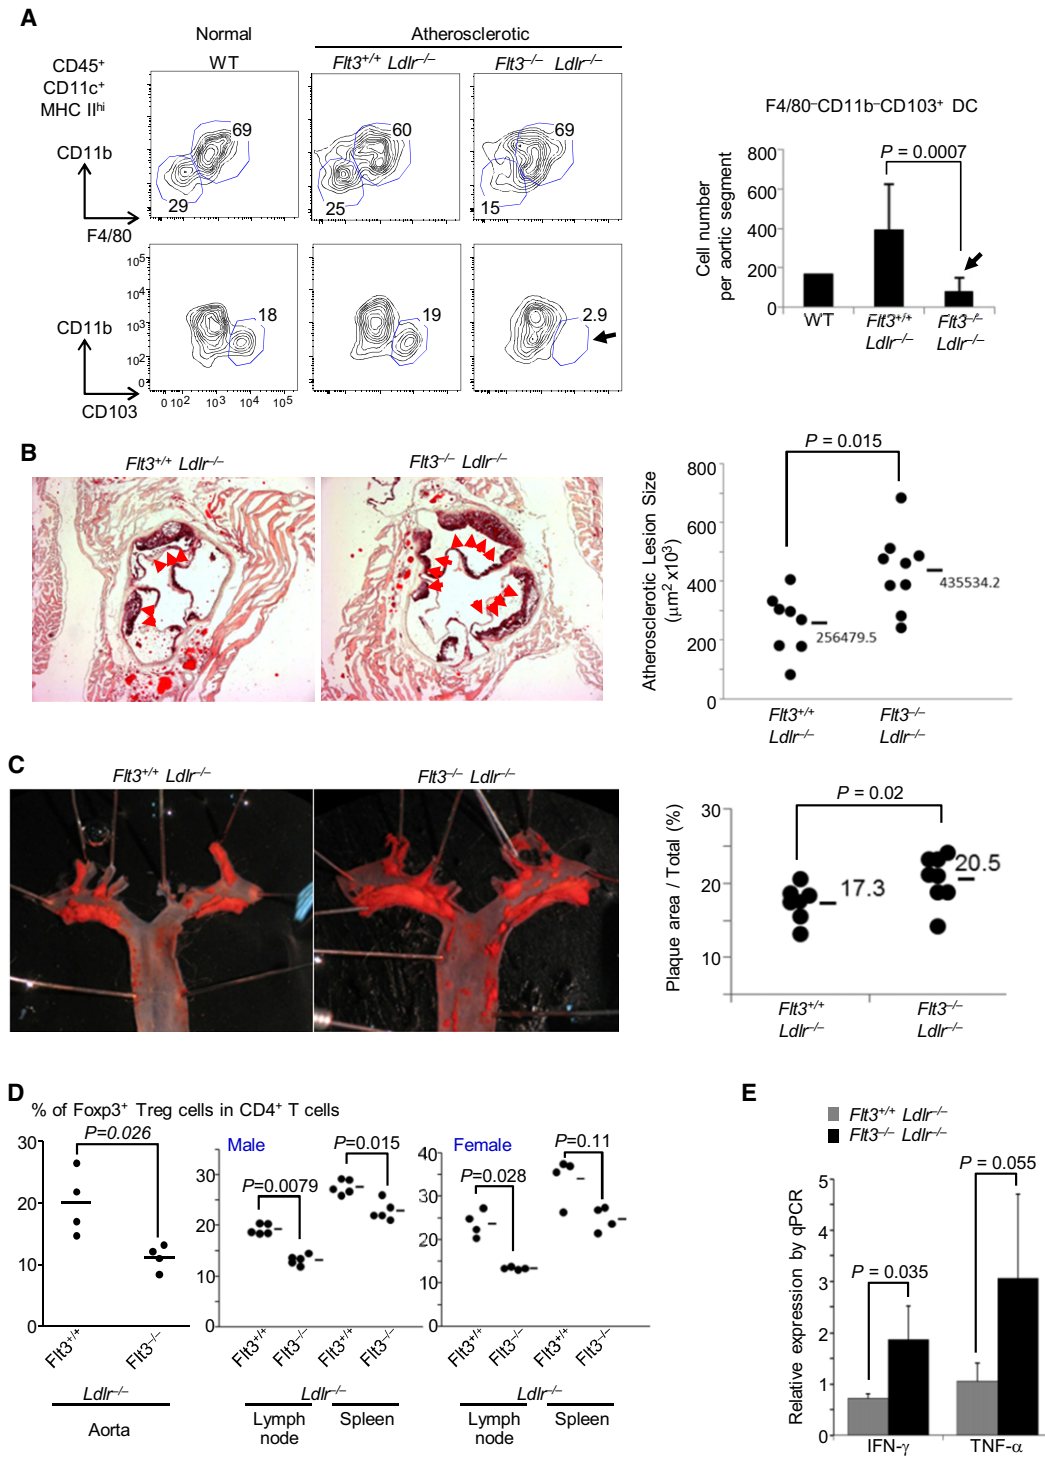 A
Normal
Atherosclerotic
WT
Flt3+/+ Ldlr–/–
Flt3–/– Ldlr–/–
CD45+
CD11c+
MHC IIhi
CD11b
F4/80
69
29
60
25
69
15
CD11b
CD103
10⁵
10⁴
10³
10²
0
0 10² 10³ 10⁴ 10⁵
18
19
2.9
F4/80–CD11b–CD103+ DC
P = 0.0007
Cell number
per aortic segment
800
600
400
200
0
WT
Flt3+/+
Ldlr–/–
Flt3–/–
Ldlr–/–
B
Flt3+/+ Ldlr–/–
Flt3–/– Ldlr–/–
P = 0.015
Atherosclerotic Lesion Size
(μm² x10³)
800
600
400
200
0
256479.5
435534.2
Flt3+/+
Ldlr–/–
Flt3–/–
Ldlr–/–
C
Flt3+/+ Ldlr–/–
Flt3–/– Ldlr–/–
P = 0.02
Plaque area / Total (%)
30
20
10
17.3
20.5
Flt3+/+
Ldlr–/–
Flt3–/–
Ldlr–/–
D
% of Foxp3+ Treg cells in CD4+ T cells
P=0.026
30
20
10
0
Flt3+/+
Flt3–/–
Ldlr–/–
Aorta
Male
P=0.0079
P=0.015
30
20
10
0
Flt3+/+
Flt3–/–
Flt3+/+
Flt3–/–
Ldlr–/–
Lymph
node
Spleen
Female
P=0.028
P=0.11
40
30
20
10
0
Flt3+/+
Flt3–/–
Flt3+/+
Flt3–/–
Ldlr–/–
Lymph
node
Spleen
E
Flt3+/+ Ldlr–/–
Flt3–/– Ldlr–/–
P = 0.055
P = 0.035
Relative expression by qPCR
5
4
3
2
1
0
IFN-γ
TNF-α